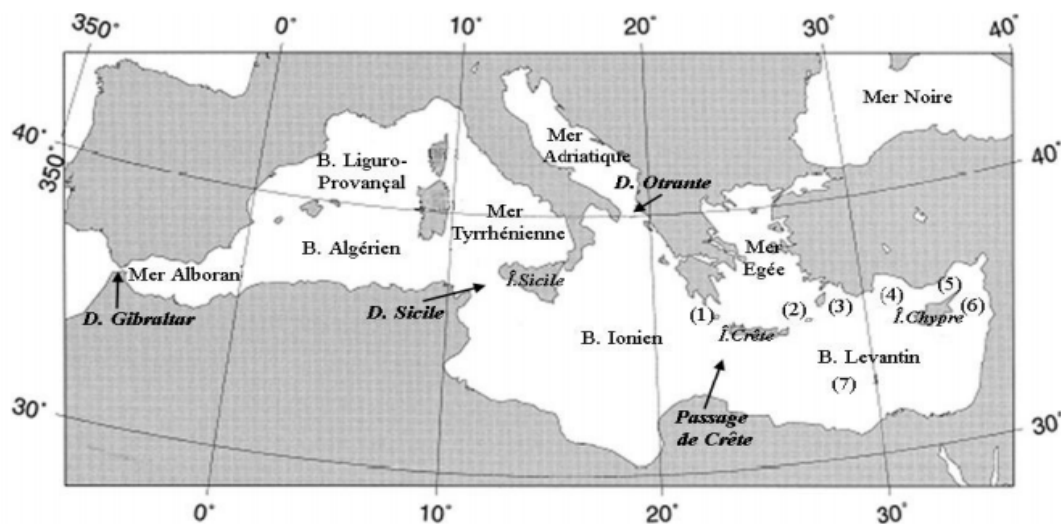 350°
0°
10°
20°
30°
40°
Mer Noire
40°
350°
40°
Mer
Adriatique
B. Liguro-
Provançal
D. Otrante
Mer
Tyrrhénienne
Mer
Egée
B. Algérien
Mer Alboran
Î.Sicile
D. Gibraltar
D. Sicile
(1)
(2)
(3)
(4)
(5)
(6)
Î.Chypre
Î.Crête
B. Ionien
B. Levantin
(7)
Passage
de Crête
30°
30°
0°
10°
20°
30°